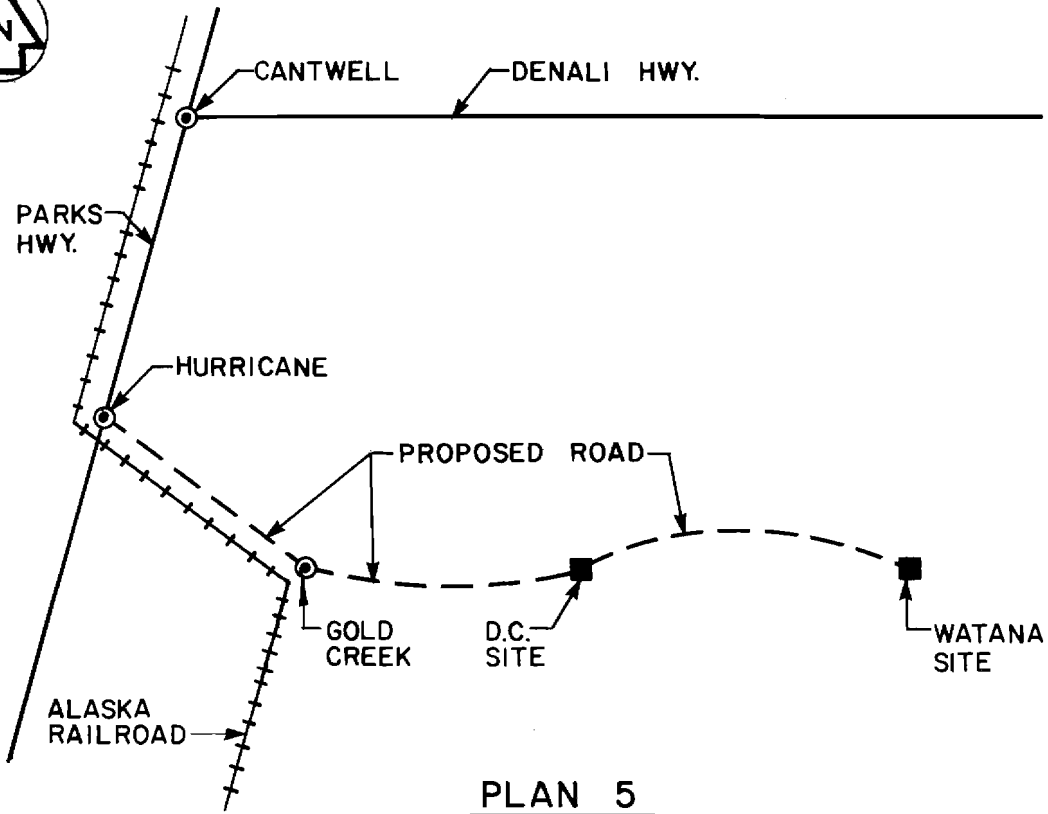 N
CANTWELL
DENALI HWY.
PARKS
HWY.
HURRICANE
PROPOSED ROAD
GOLD
CREEK
D.C.
SITE
WATANA
SITE
ALASKA
RAILROAD
PLAN 5